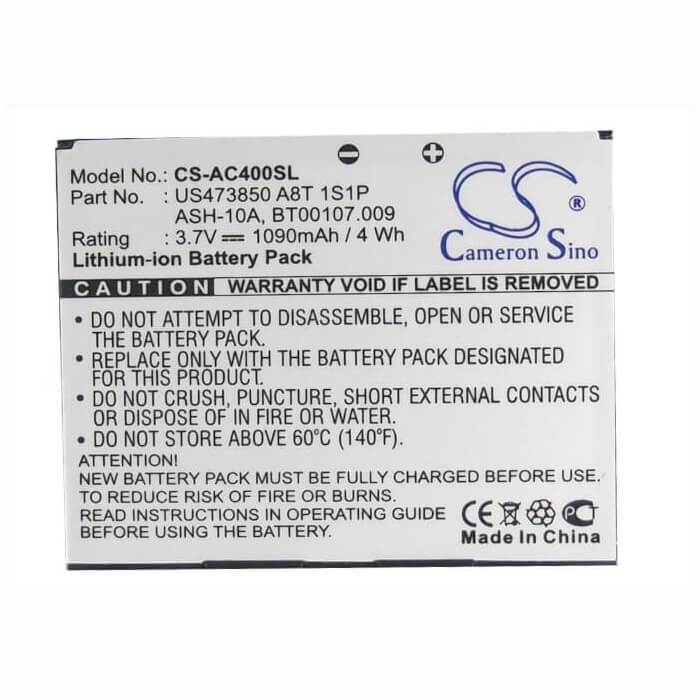 Model No.: CS-AC400SL
Part No. : US473850 A8T 1S1P
ASH-10A, BT00107.009
Rating : 3.7V ⎓ 1090mAh / 4 Wh
Lithium-ion Battery Pack
CS ®
Cameron Sino
CAUTION WARRANTY VOID IF LABEL IS REMOVED
• DO NOT ATTEMPT TO DISASSEMBLE, OPEN OR SERVICE
THE BATTERY PACK.
• REPLACE ONLY WITH THE BATTERY PACK DESIGNATED
FOR THIS PRODUCT.
• DO NOT CRUSH, PUNCTURE, SHORT EXTERNAL CONTACTS
OR DISPOSE OF IN FIRE OR WATER.
• DO NOT STORE ABOVE 60°C (140°F).
ATTENTION!
NEW BATTERY PACK MUST BE FULLY CHARGED BEFORE USE.
TO REDUCE RISK OF FIRE OR BURNS.
READ INSTRUCTIONS IN OPERATING GUIDE
BEFORE USING BATTERY.
CE PCT
Made In China